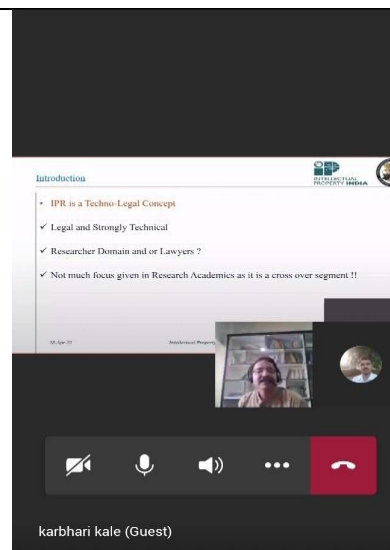 Introduction
INTELLECTUAL
PROPERTY INDIA
• IPR is a Techno-Legal Concept
✓ Legal and Strongly Technical
✓ Researcher Domain and or Lawyers ?
✓ Not much focus given in Research Academics as it is a cross over segment !!
Intellectual Property
karbhari kale (Guest)